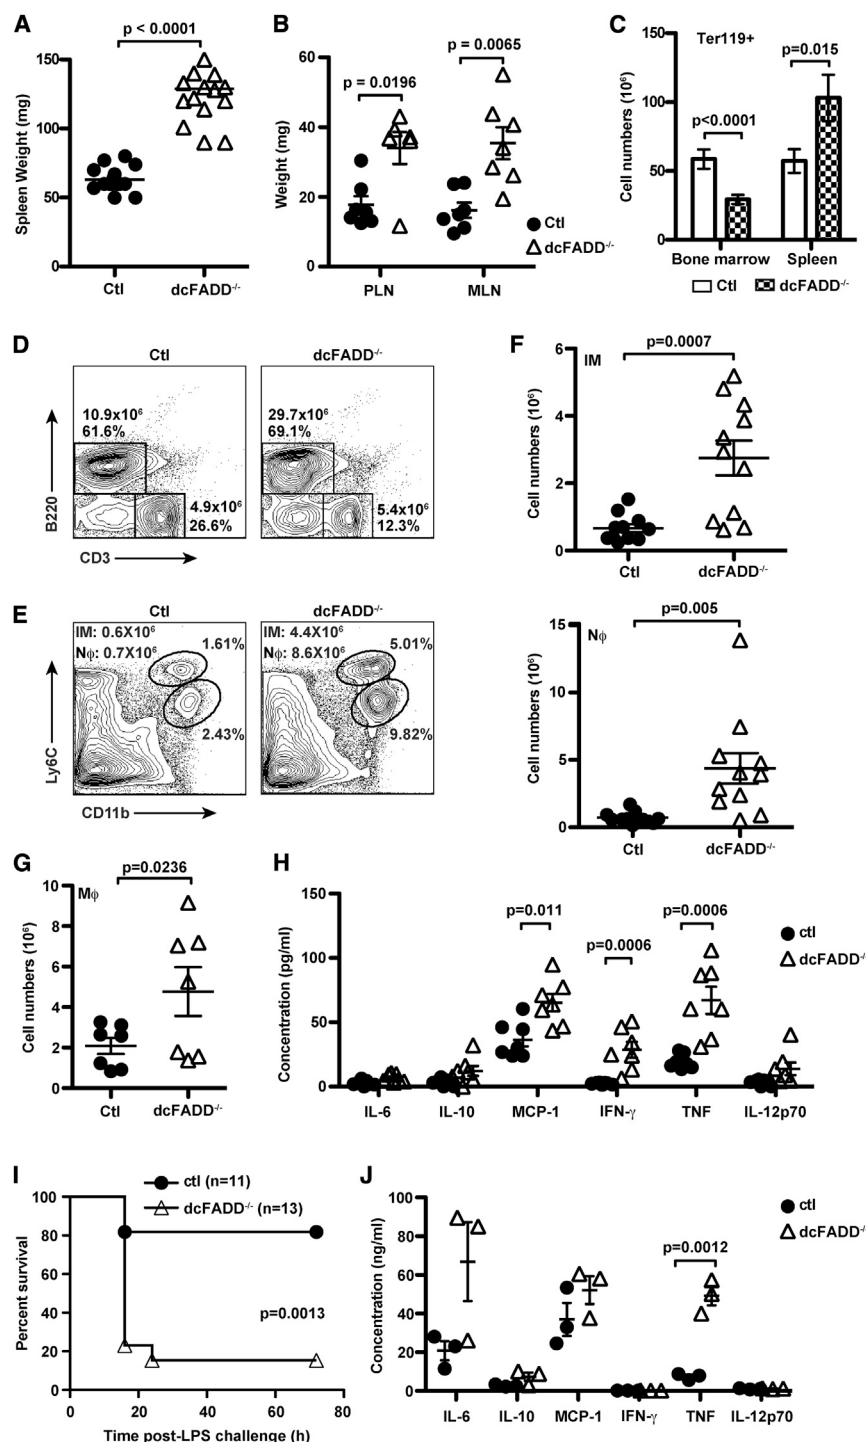 A
p < 0.0001
Spleen Weight (mg)
150
100
50
0
Ctl
dcFADD-/-
B
p = 0.0065
p = 0.0196
Weight (mg)
60
40
20
0
PLN
MLN
Ctl
dcFADD-/-
C
Ter119+
p=0.015
p<0.0001
Cell numbers (10⁶)
150
100
50
0
Bone marrow
Spleen
Ctl
dcFADD-/-
D
Ctl
dcFADD-/-
10.9x10⁶
61.6%
4.9x10⁶
26.6%
29.7x10⁶
69.1%
5.4x10⁶
12.3%
B220
CD3
E
Ctl
dcFADD-/-
IM: 0.6X10⁶
Nϕ: 0.7X10⁶
1.61%
2.43%
IM: 4.4X10⁶
Nϕ: 8.6X10⁶
5.01%
9.82%
Ly6C
CD11b
F
p=0.0007
IM
Cell numbers (10⁶)
6
4
2
0
Ctl
dcFADD-/-
p=0.005
Nϕ
Cell numbers (10⁶)
15
10
5
0
Ctl
dcFADD-/-
G
p=0.0236
Mϕ
Cell numbers (10⁶)
10
8
6
4
2
0
Ctl
dcFADD-/-
H
p=0.011
p=0.0006
p=0.0006
ctl
dcFADD-/-
Concentration (pg/ml)
150
100
50
0
IL-6
IL-10
MCP-1
IFN-γ
TNF
IL-12p70
I
ctl (n=11)
dcFADD-/- (n=13)
p=0.0013
Percent survival
100
80
60
40
20
0
0
20
40
60
80
Time post-LPS challenge (h)
J
ctl
dcFADD-/-
p=0.0012
Concentration (ng/ml)
100
80
60
40
20
0
IL-6
IL-10
MCP-1
IFN-γ
TNF
IL-12p70